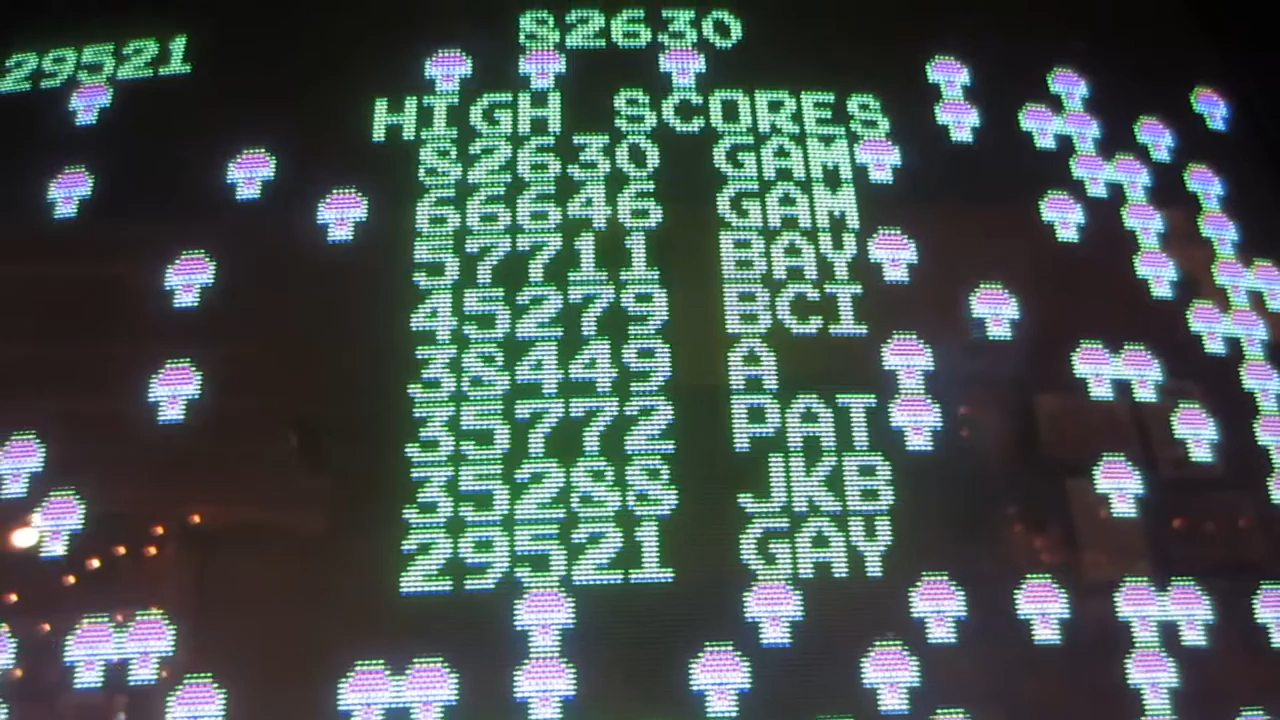 82630
29521
HIGH SCORES
82630 GAM
66646 GAM
57711 BAY
45279 BCI
38449 A
35772 PAT
35288 JKB
29521 GAY